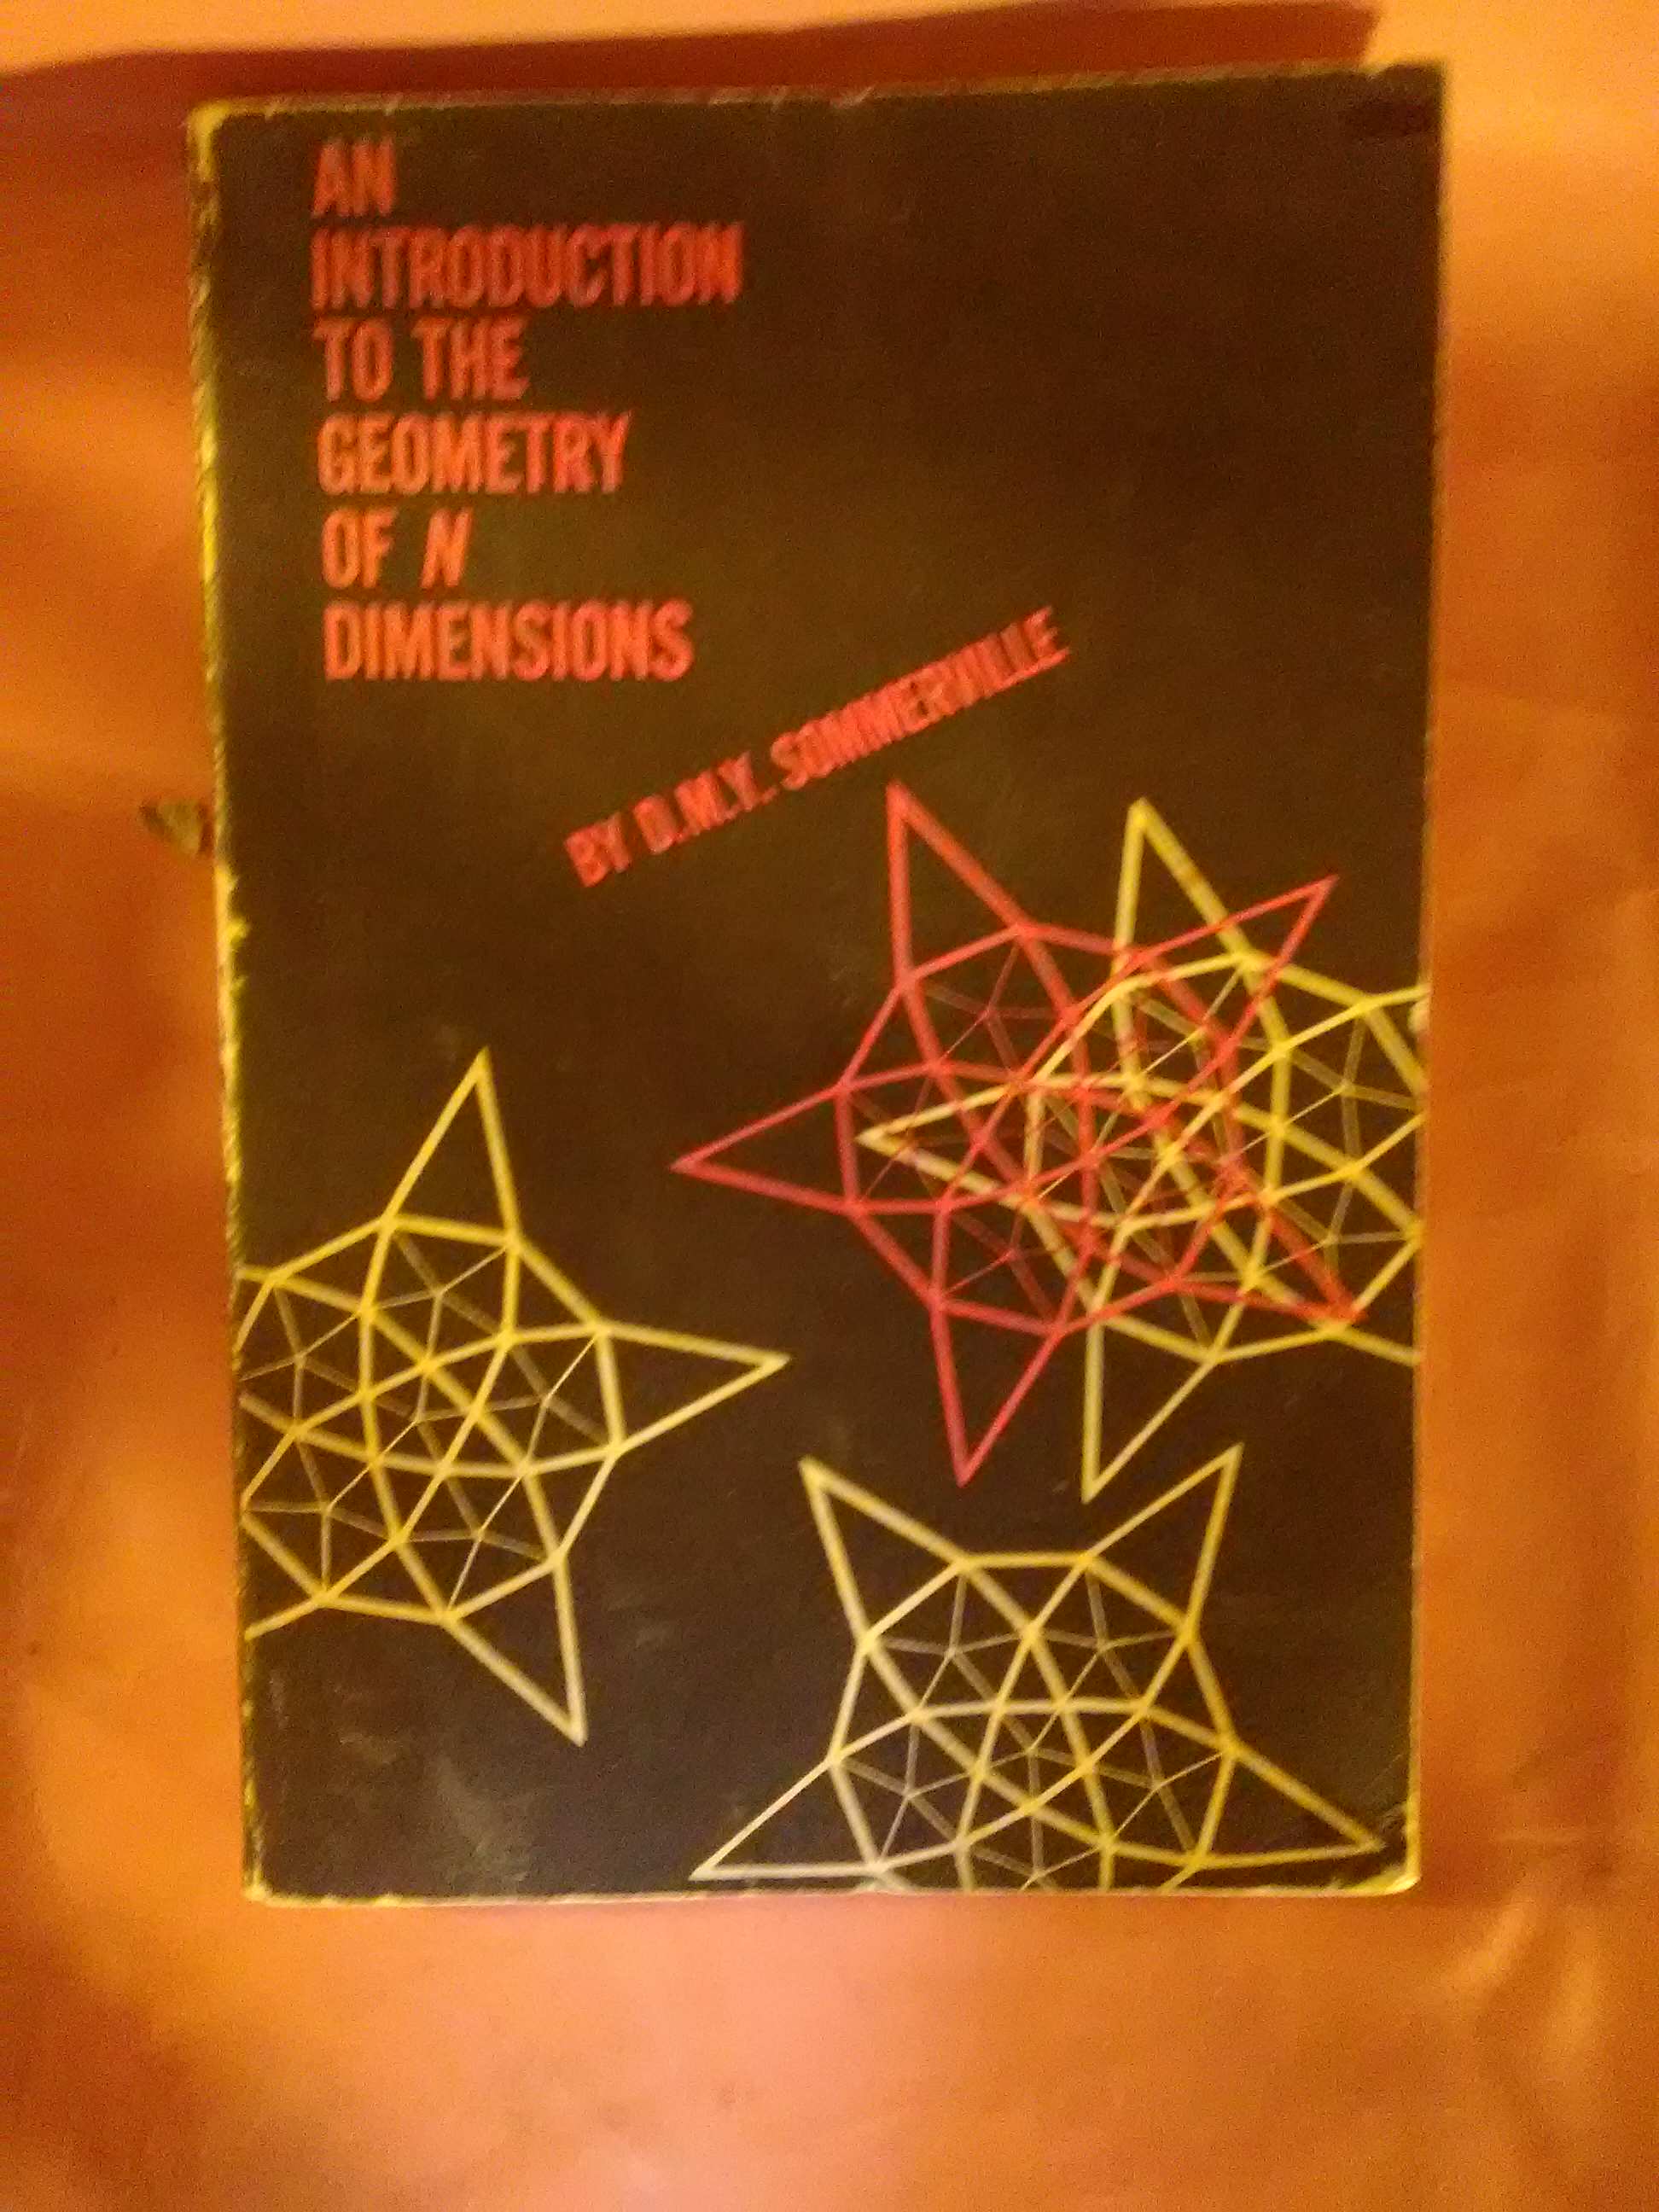 AN
INTRODUCTION
TO THE
GEOMETRY
OF N
DIMENSIONS
BY D.M.Y. SOMMERVILLE